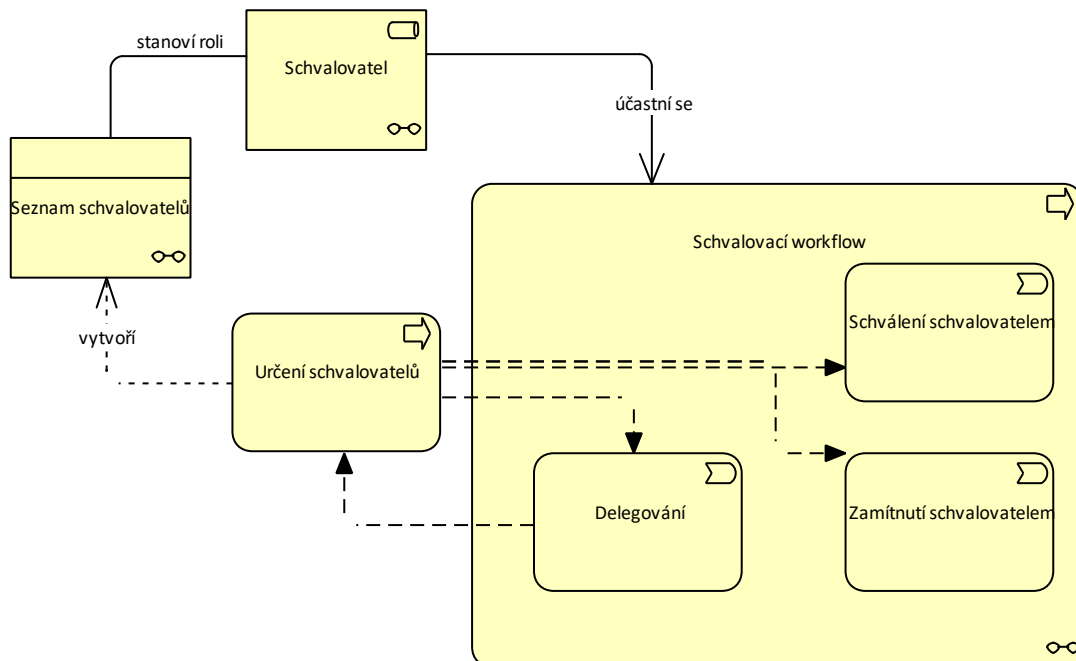 stanoví roli
Schvalovatel
účastní se
Seznam schvalovatelů
Schvalovací workflow
Schválení schvalovatelem
vytvoří
Určení schvalovatelů
Delegování
Zamítnutí schvalovatelem